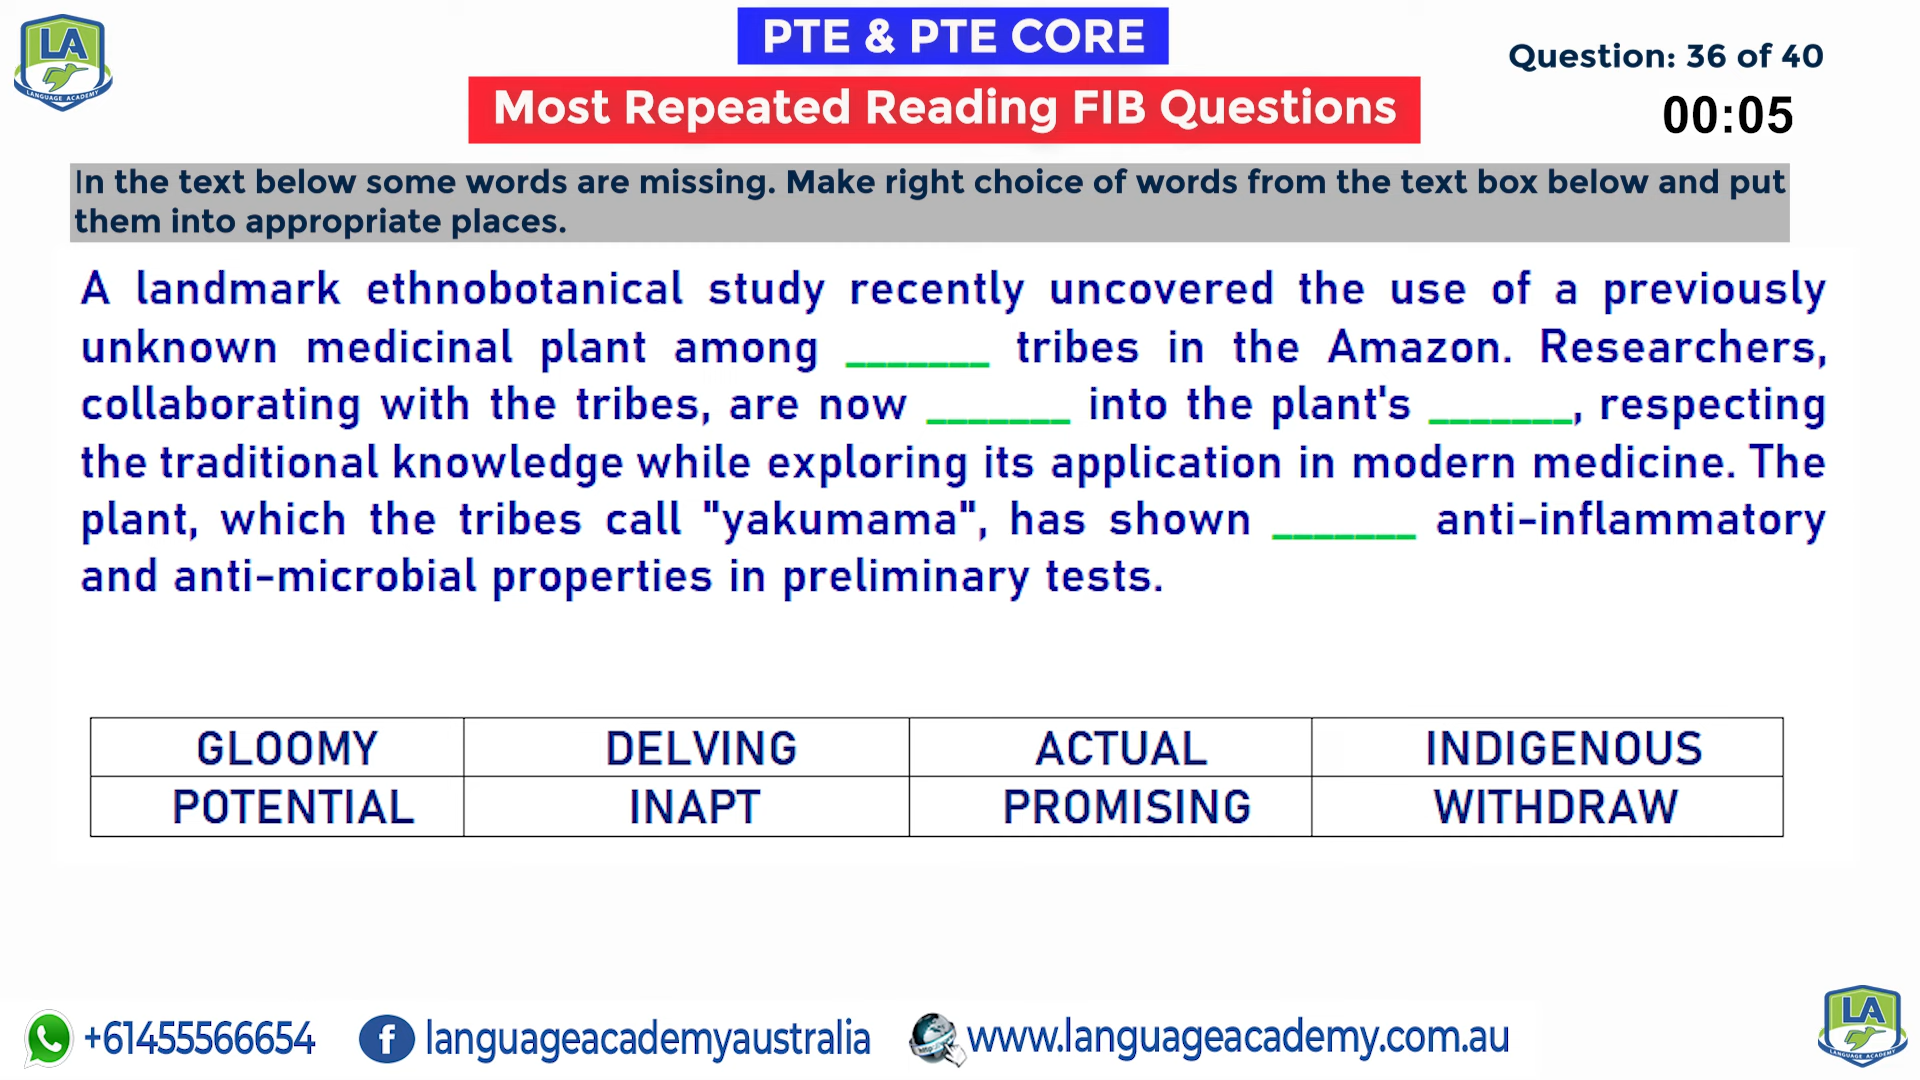 LA
LANGUAGE ACADEMY
PTE & PTE CORE
Most Repeated Reading FIB Questions
Question: 36 of 40
00:05
In the text below some words are missing. Make right choice of words from the text box below and put
them into appropriate places.
A landmark ethnobotanical study recently uncovered the use of a previously
unknown medicinal plant among _______ tribes in the Amazon. Researchers,
collaborating with the tribes, are now _______ into the plant's _______, respecting
the traditional knowledge while exploring its application in modern medicine. The
plant, which the tribes call "yakumama", has shown _______ anti-inflammatory
and anti-microbial properties in preliminary tests.
GLOOMY DELVING ACTUAL INDIGENOUS
POTENTIAL INAPT PROMISING WITHDRAW
+61455566654 languageacademyaustralia www.languageacademy.com.au
LA
LANGUAGE ACADEMY